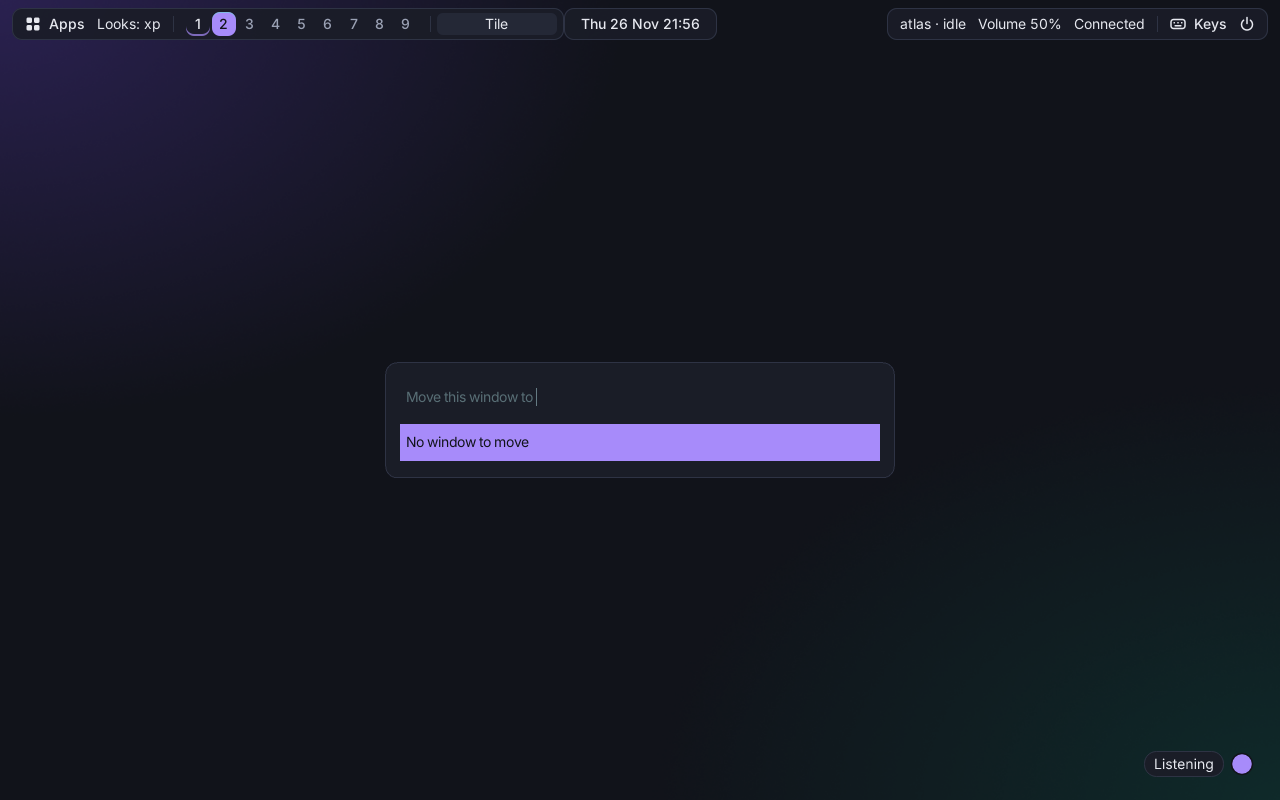 Apps Looks: xp 1 2 3 4 5 6 7 8 9 Tile Thu 26 Nov 21:56 atlas · idle Volume 50% Connected Keys
Move this window to
No window to move
Listening